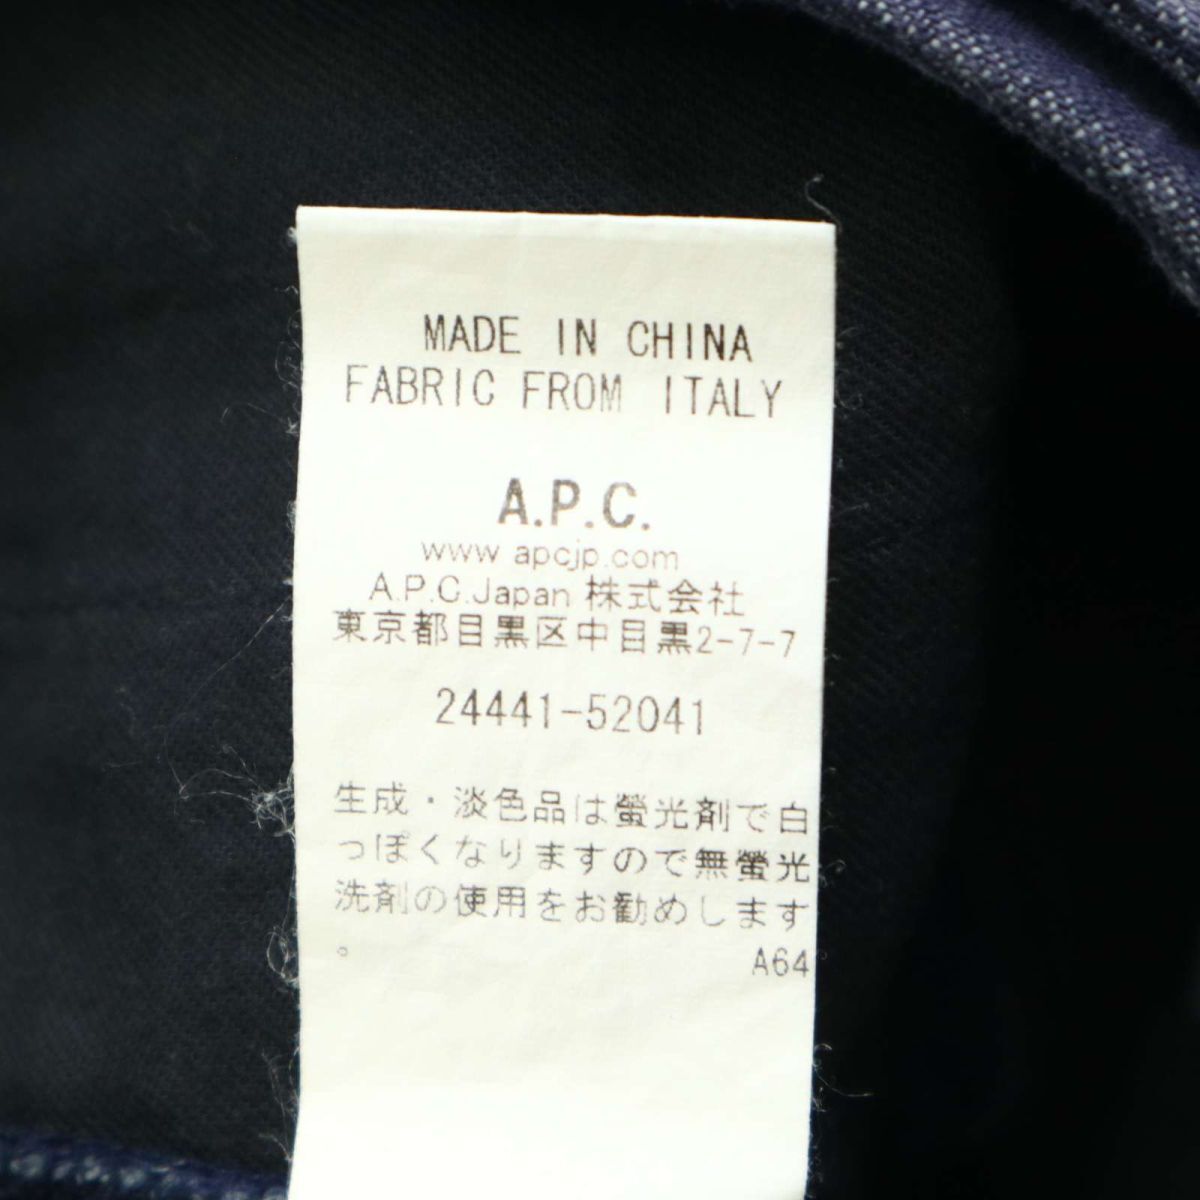 MADE IN CHINA
FABRIC FROM ITALY
A.P.C.
www apcjp.com
A.P.C.Japan 株式会社
東京都目黒区中目黒2-7-7
24441-52041
生成・淡色品は螢光剤で白
っぽくなりますので無螢光
洗剤の使用をお勧めします
。 A64